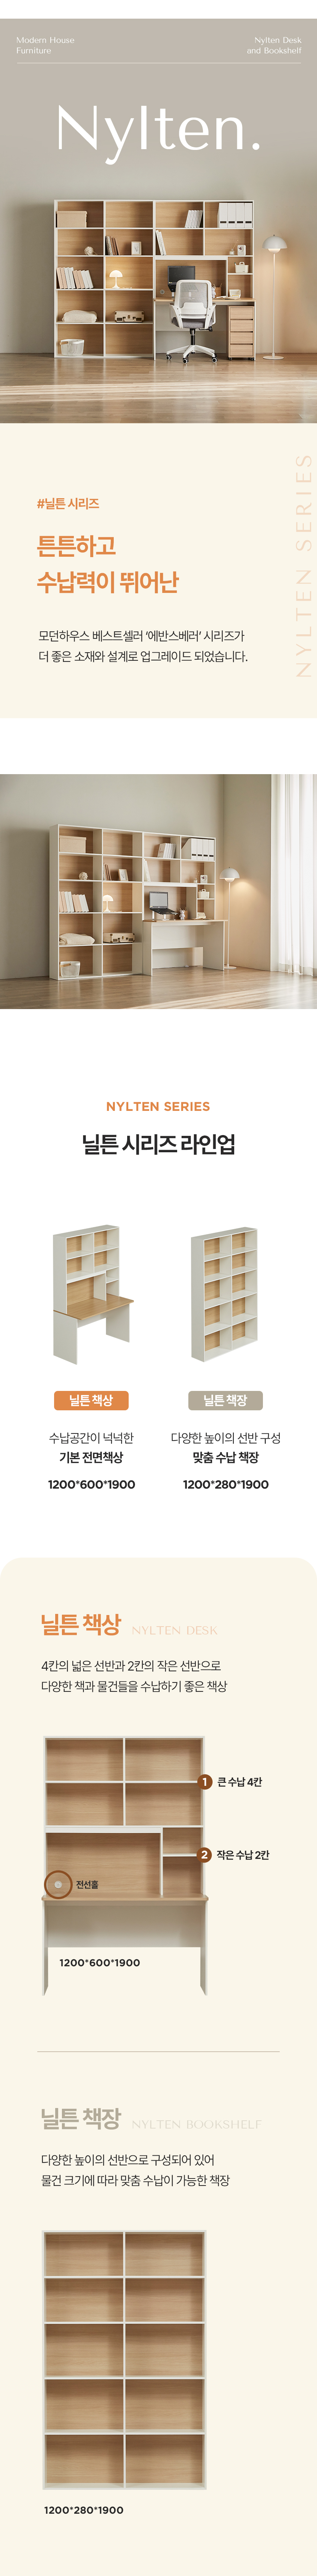 Modern House
Furniture
Nylten Desk
and Bookshelf
Nylten.
#닐튼 시리즈
튼튼하고
수납력이 뛰어난
모던하우스 베스트셀러 '에반스베러' 시리즈가
더 좋은 소재와 설계로 업그레이드 되었습니다.
NYLTEN SERIES
NYLTEN SERIES
닐튼 시리즈 라인업
닐튼 책상
수납공간이 넉넉한
기본 전면책상
1200*600*1900
닐튼 책장
다양한 높이의 선반 구성
맞춤 수납 책장
1200*280*1900
닐튼 책상 NYLTEN DESK
4칸의 넓은 선반과 2칸의 작은 선반으로
다양한 책과 물건들을 수납하기 좋은 책상
1 큰 수납 4칸
2 작은 수납 2칸
전선홀
1200*600*1900
닐튼 책장 NYLTEN BOOKSHELF
다양한 높이의 선반으로 구성되어 있어
물건 크기에 따라 맞춤 수납이 가능한 책장
1200*280*1900